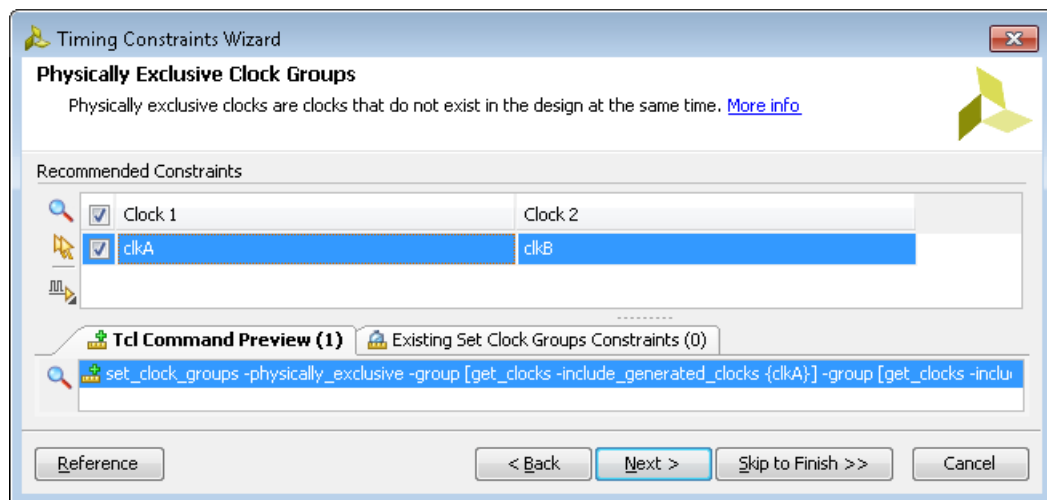 Timing Constraints Wizard
Physically Exclusive Clock Groups
Physically exclusive clocks are clocks that do not exist in the design at the same time. More info
Recommended Constraints
Clock 1 Clock 2
clkA clkB
Tcl Command Preview (1) Existing Set Clock Groups Constraints (0)
set_clock_groups -physically_exclusive -group [get_clocks -include_generated_clocks -{clkA}] -group [get_clocks -inclu
Reference < Back Next > Skip to Finish >> Cancel